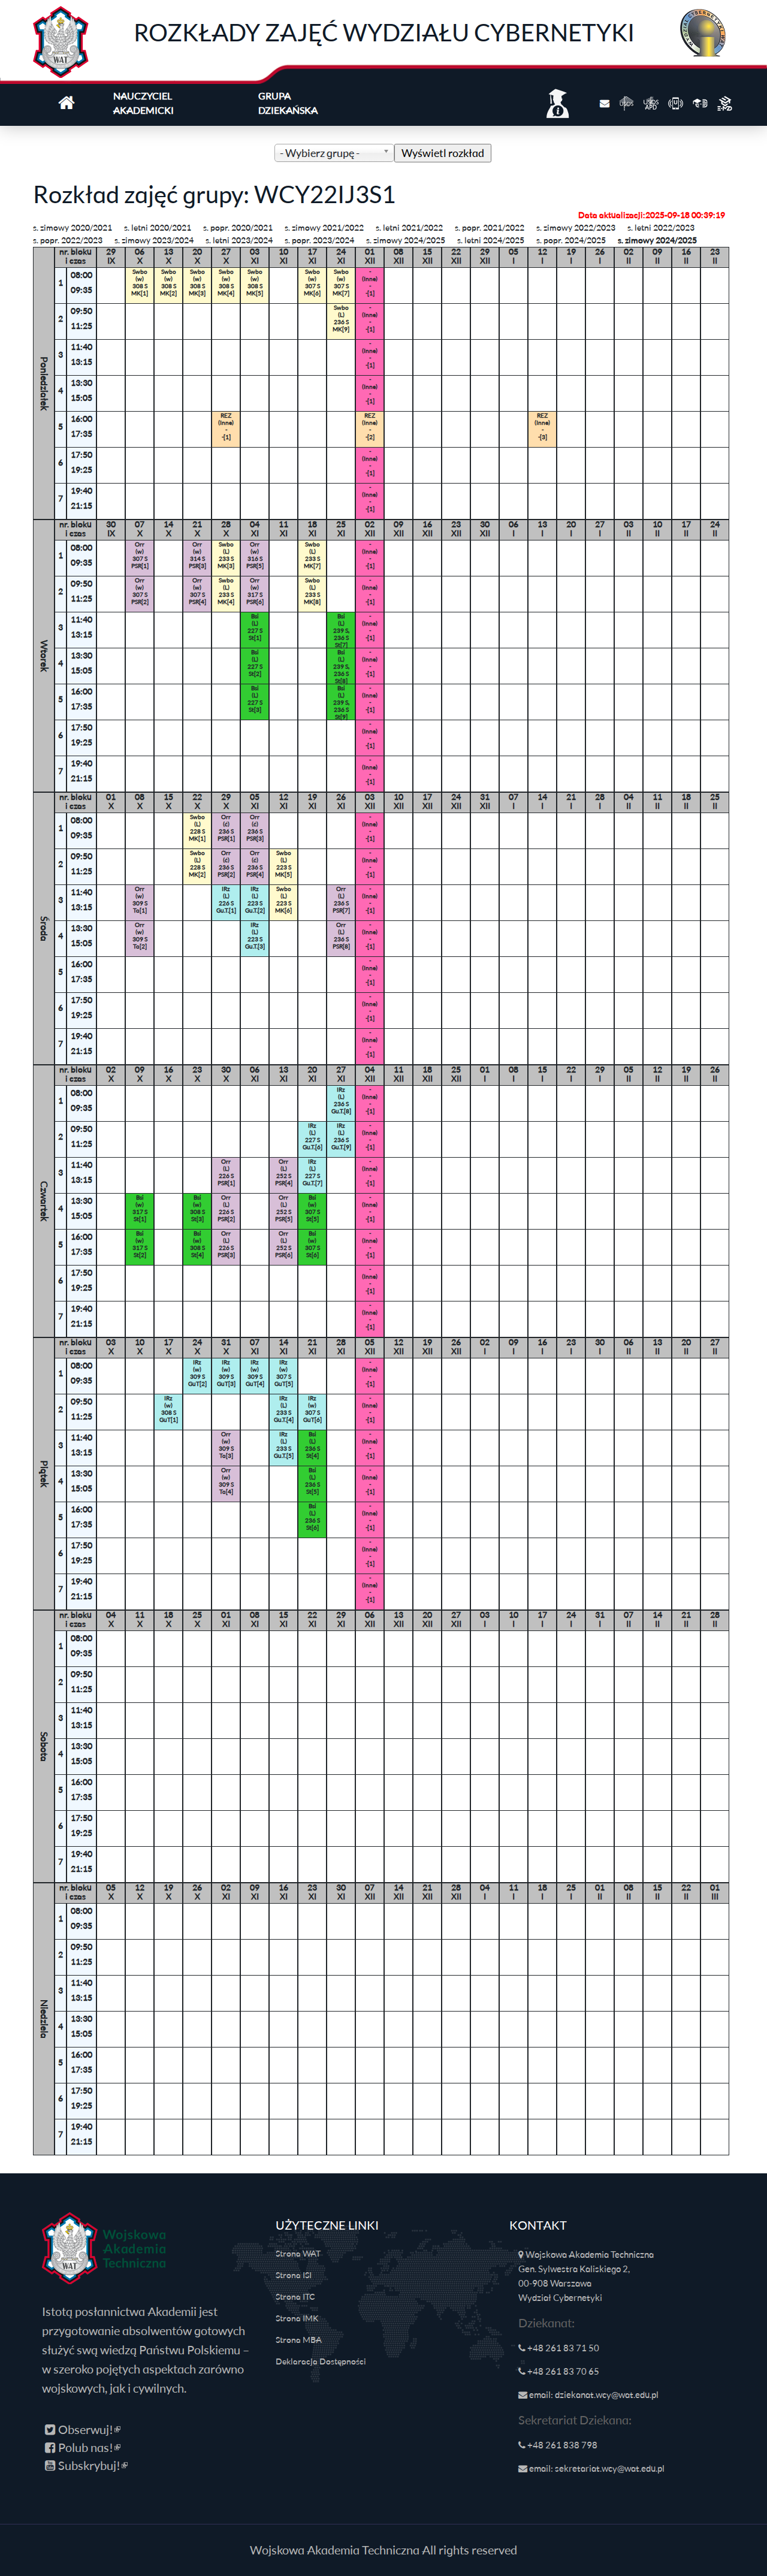 ROZKŁADY ZAJĘĆ WYDZIAŁU CYBERNETYKI
NAUCZYCIEL AKADEMICKI
GRUPA DZIEKAŃSKA
- Wybierz grupę -
Wyświetl rozkład
Rozkład zajęć grupy: WCY22IJ3S1
Data aktualizacji:2025-09-18 00:39:19
s. zimowy 2020/2021 s. letni 2020/2021 s. popr. 2020/2021 s. zimowy 2021/2022 s. letni 2021/2022 s. popr. 2021/2022 s. zimowy 2022/2023 s. letni 2022/2023
s. popr. 2022/2023 s. zimowy 2023/2024 s. letni 2023/2024 s. popr. 2023/2024 s. zimowy 2024/2025 s. letni 2024/2025 s. popr. 2024/2025 s. zimowy 2024/2025
Poniedziałek
nr. bloku 29 06 13 20 27 03 10 17 24 01 08 15 22 29 05 12 19 26 02 09 16 23
i czas IX X X X X XI XI XI XI XII XII XII XII XII I I I I II II II II
1 08:00 09:35
Swbo (w) 308 S MK[1]
Swbo (w) 308 S MK[2]
Swbo (w) 308 S MK[3]
Swbo (w) 308 S MK[4]
Swbo (w) 308 S MK[5]
Swbo (w) 307 S MK[6]
Swbo (w) 307 S MK[7]
- (Inne) - -[1]
2 09:50 11:25
Swbo (L) 236 S MK[9]
- (Inne) - -[1]
3 11:40 13:15
- (Inne) - -[1]
4 13:30 15:05
- (Inne) - -[1]
5 16:00 17:35
REZ (Inne) - -[1]
REZ (Inne) - -[2]
REZ (Inne) - -[3]
6 17:50 19:25
- (Inne) - -[1]
7 19:40 21:15
- (Inne) - -[1]
Wtorek
nr. bloku 30 07 14 21 28 04 11 18 25 02 09 16 23 30 06 13 20 27 03 10 17 24
i czas IX X X X X XI XI XI XI XII XII XII XII XII I I I I II II II II
1 08:00 09:35
Orr (w) 307 S PSR[1]
Orr (w) 314 S PSR[3]
Swbo (L) 233 S MK[3]
Orr (w) 316 S PSR[5]
Swbo (L) 233 S MK[7]
- (Inne) - -[1]
2 09:50 11:25
Orr (w) 307 S PSR[2]
Orr (w) 307 S PSR[4]
Swbo (L) 233 S MK[4]
Orr (w) 317 S PSR[6]
Swbo (L) 233 S MK[8]
- (Inne) - -[1]
3 11:40 13:15
BsI (L) 227 S St[1]
BsI (L) 239 S, 236 S St[7]
- (Inne) - -[1]
4 13:30 15:05
BsI (L) 227 S St[2]
BsI (L) 239 S, 236 S St[8]
- (Inne) - -[1]
5 16:00 17:35
BsI (L) 227 S St[3]
BsI (L) 239 S, 236 S St[9]
- (Inne) - -[1]
6 17:50 19:25
- (Inne) - -[1]
7 19:40 21:15
- (Inne) - -[1]
Środa
nr. bloku 01 08 15 22 29 05 12 19 26 03 10 17 24 31 07 14 21 28 04 11 18 25
i czas X X X X X XI XI XI XI XII XII XII XII XII I I I I II II II II
1 08:00 09:35
Swbo (L) 228 S MK[1]
Orr (ć) 236 S PSR[1]
Orr (ć) 236 S PSR[3]
- (Inne) - -[1]
2 09:50 11:25
Swbo (L) 228 S MK[2]
Orr (ć) 236 S PSR[2]
Orr (ć) 236 S PSR[4]
Swbo (L) 223 S MK[5]
- (Inne) - -[1]
3 11:40 13:15
Orr (w) 309 S To[1]
IRz (L) 226 S Gu.T.[1]
IRz (L) 223 S Gu.T.[2]
Swbo (L) 223 S MK[6]
Orr (L) 236 S PSR[7]
- (Inne) - -[1]
4 13:30 15:05
Orr (w) 309 S To[2]
IRz (L) 223 S Gu.T.[3]
Orr (L) 236 S PSR[8]
- (Inne) - -[1]
5 16:00 17:35
- (Inne) - -[1]
6 17:50 19:25
- (Inne) - -[1]
7 19:40 21:15
- (Inne) - -[1]
Czwartek
nr. bloku 02 09 16 23 30 06 13 20 27 04 11 18 25 01 08 15 22 29 05 12 19 26
i czas X X X X X XI XI XI XI XII XII XII XII I I I I I II II II II
1 08:00 09:35
IRz (L) 236 S Gu.T.[8]
- (Inne) - -[1]
2 09:50 11:25
IRz (L) 227 S Gu.T.[6]
IRz (L) 236 S Gu.T.[9]
- (Inne) - -[1]
3 11:40 13:15
Orr (L) 226 S PSR[1]
Orr (L) 252 S PSR[4]
IRz (L) 227 S Gu.T.[7]
- (Inne) - -[1]
4 13:30 15:05
BsI (w) 317 S St[1]
BsI (w) 308 S St[3]
Orr (L) 226 S PSR[2]
Orr (L) 252 S PSR[5]
BsI (w) 307 S St[5]
- (Inne) - -[1]
5 16:00 17:35
BsI (w) 317 S St[2]
BsI (w) 308 S St[4]
Orr (L) 226 S PSR[3]
Orr (L) 252 S PSR[6]
BsI (w) 307 S St[6]
- (Inne) - -[1]
6 17:50 19:25
- (Inne) - -[1]
7 19:40 21:15
- (Inne) - -[1]
Piątek
nr. bloku 03 10 17 24 31 07 14 21 28 05 12 19 26 02 09 16 23 30 06 13 20 27
i czas X X X X X XI XI XI XI XII XII XII XII I I I I I II II II II
1 08:00 09:35
IRz (w) 309 S GuT[2]
IRz (w) 309 S GuT[3]
IRz (w) 309 S GuT[4]
IRz (w) 307 S GuT[5]
- (Inne) - -[1]
2 09:50 11:25
IRz (w) 308 S GuT[1]
IRz (L) 233 S Gu.T.[4]
IRz (w) 307 S GuT[6]
- (Inne) - -[1]
3 11:40 13:15
Orr (w) 309 S To[3]
IRz (L) 233 S Gu.T.[5]
BsI (L) 236 S St[4]
- (Inne) - -[1]
4 13:30 15:05
Orr (w) 309 S To[4]
BsI (L) 236 S St[5]
- (Inne) - -[1]
5 16:00 17:35
BsI (L) 236 S St[6]
- (Inne) - -[1]
6 17:50 19:25
- (Inne) - -[1]
7 19:40 21:15
- (Inne) - -[1]
Sobota
nr. bloku 04 11 18 25 01 08 15 22 29 06 13 20 27 03 10 17 24 31 07 14 21 28
i czas X X X X XI XI XI XI XI XII XII XII XII I I I I I II II II II
1 08:00 09:35
2 09:50 11:25
3 11:40 13:15
4 13:30 15:05
5 16:00 17:35
6 17:50 19:25
7 19:40 21:15
Niedziela
nr. bloku 05 12 19 26 02 09 16 23 30 07 14 21 28 04 11 18 25 01 08 15 22 01
i czas X X X X XI XI XI XI XI XII XII XII XII I I I I II II II II III
1 08:00 09:35
2 09:50 11:25
3 11:40 13:15
4 13:30 15:05
5 16:00 17:35
6 17:50 19:25
7 19:40 21:15
WAT
Wojskowa
Akademia
Techniczna
Istotą posłannictwa Akademii jest
przygotowanie absolwentów gotowych
służyć swą wiedzą Państwu Polskiemu –
w szeroko pojętych aspektach zarówno
wojskowych, jak i cywilnych.
Obserwuj!
Polub nas!
Subskrybuj!
UŻYTECZNE LINKI
Strona WAT
Strona ISI
Strona ITC
Strona IMK
Strona MBA
Deklaracja Dostępności
KONTAKT
Wojskowa Akademia Techniczna
Gen. Sylwestra Kaliskiego 2,
00-908 Warszawa
Wydział Cybernetyki
Dziekanat:
+48 261 83 71 50
+48 261 83 70 65
email: dziekanat.wcy@wat.edu.pl
Sekretariat Dziekana:
+48 261 838 798
email: sekretariat.wcy@wat.edu.pl
Wojskowa Akademia Techniczna All rights reserved